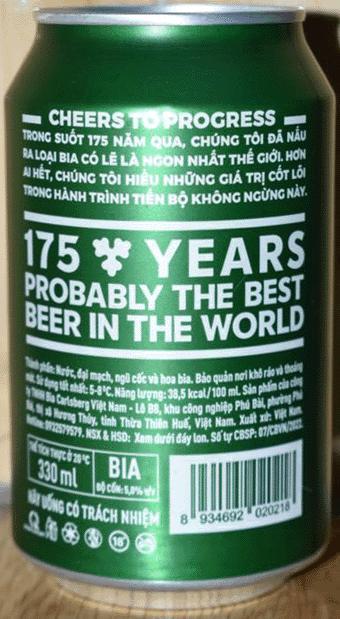 CHEERS TO PROGRESS
TRONG SUỐT 175 NĂM QUA, CHÚNG TÔI ĐÃ NẤU
RA LOẠI BIA CÓ LẼ LÀ NGON NHẤT THẾ GIỚI. HƠN
AI HẾT, CHÚNG TÔI HIỂU NHỮNG GIÁ TRỊ CỐT LÕI
TRONG HÀNH TRÌNH TIẾN BỘ KHÔNG NGỪNG NÀY.
175 YEARS
PROBABLY THE BEST
BEER IN THE WORLD
Thành phần: Nước, đại mạch, ngũ cốc và hoa bia. Bảo quản nơi khô ráo và thoáng
mát. Sử dụng tốt nhất: 5-8°C. Năng lượng: 38,5 kcal/100 ml. Sản phẩm của công
ty TNHH Bia Carlsberg Việt Nam - Lô B8, khu công nghiệp Phú Bài, phường Phú
Bài, thị xã Hương Thủy, tỉnh Thừa Thiên Huế, Việt Nam. Xuất xứ: Việt Nam.
Hotline: 0932579579. NSX & HSD: Xem dưới đáy lon. Số tự CBSP: 07/CBVN/2022.
THỂ TÍCH Ở 20°C
330 ml
BIA
ĐỘ CỒN: 5,0% v/v
HÃY UỐNG CÓ TRÁCH NHIỆM
18+
8 934692 020218